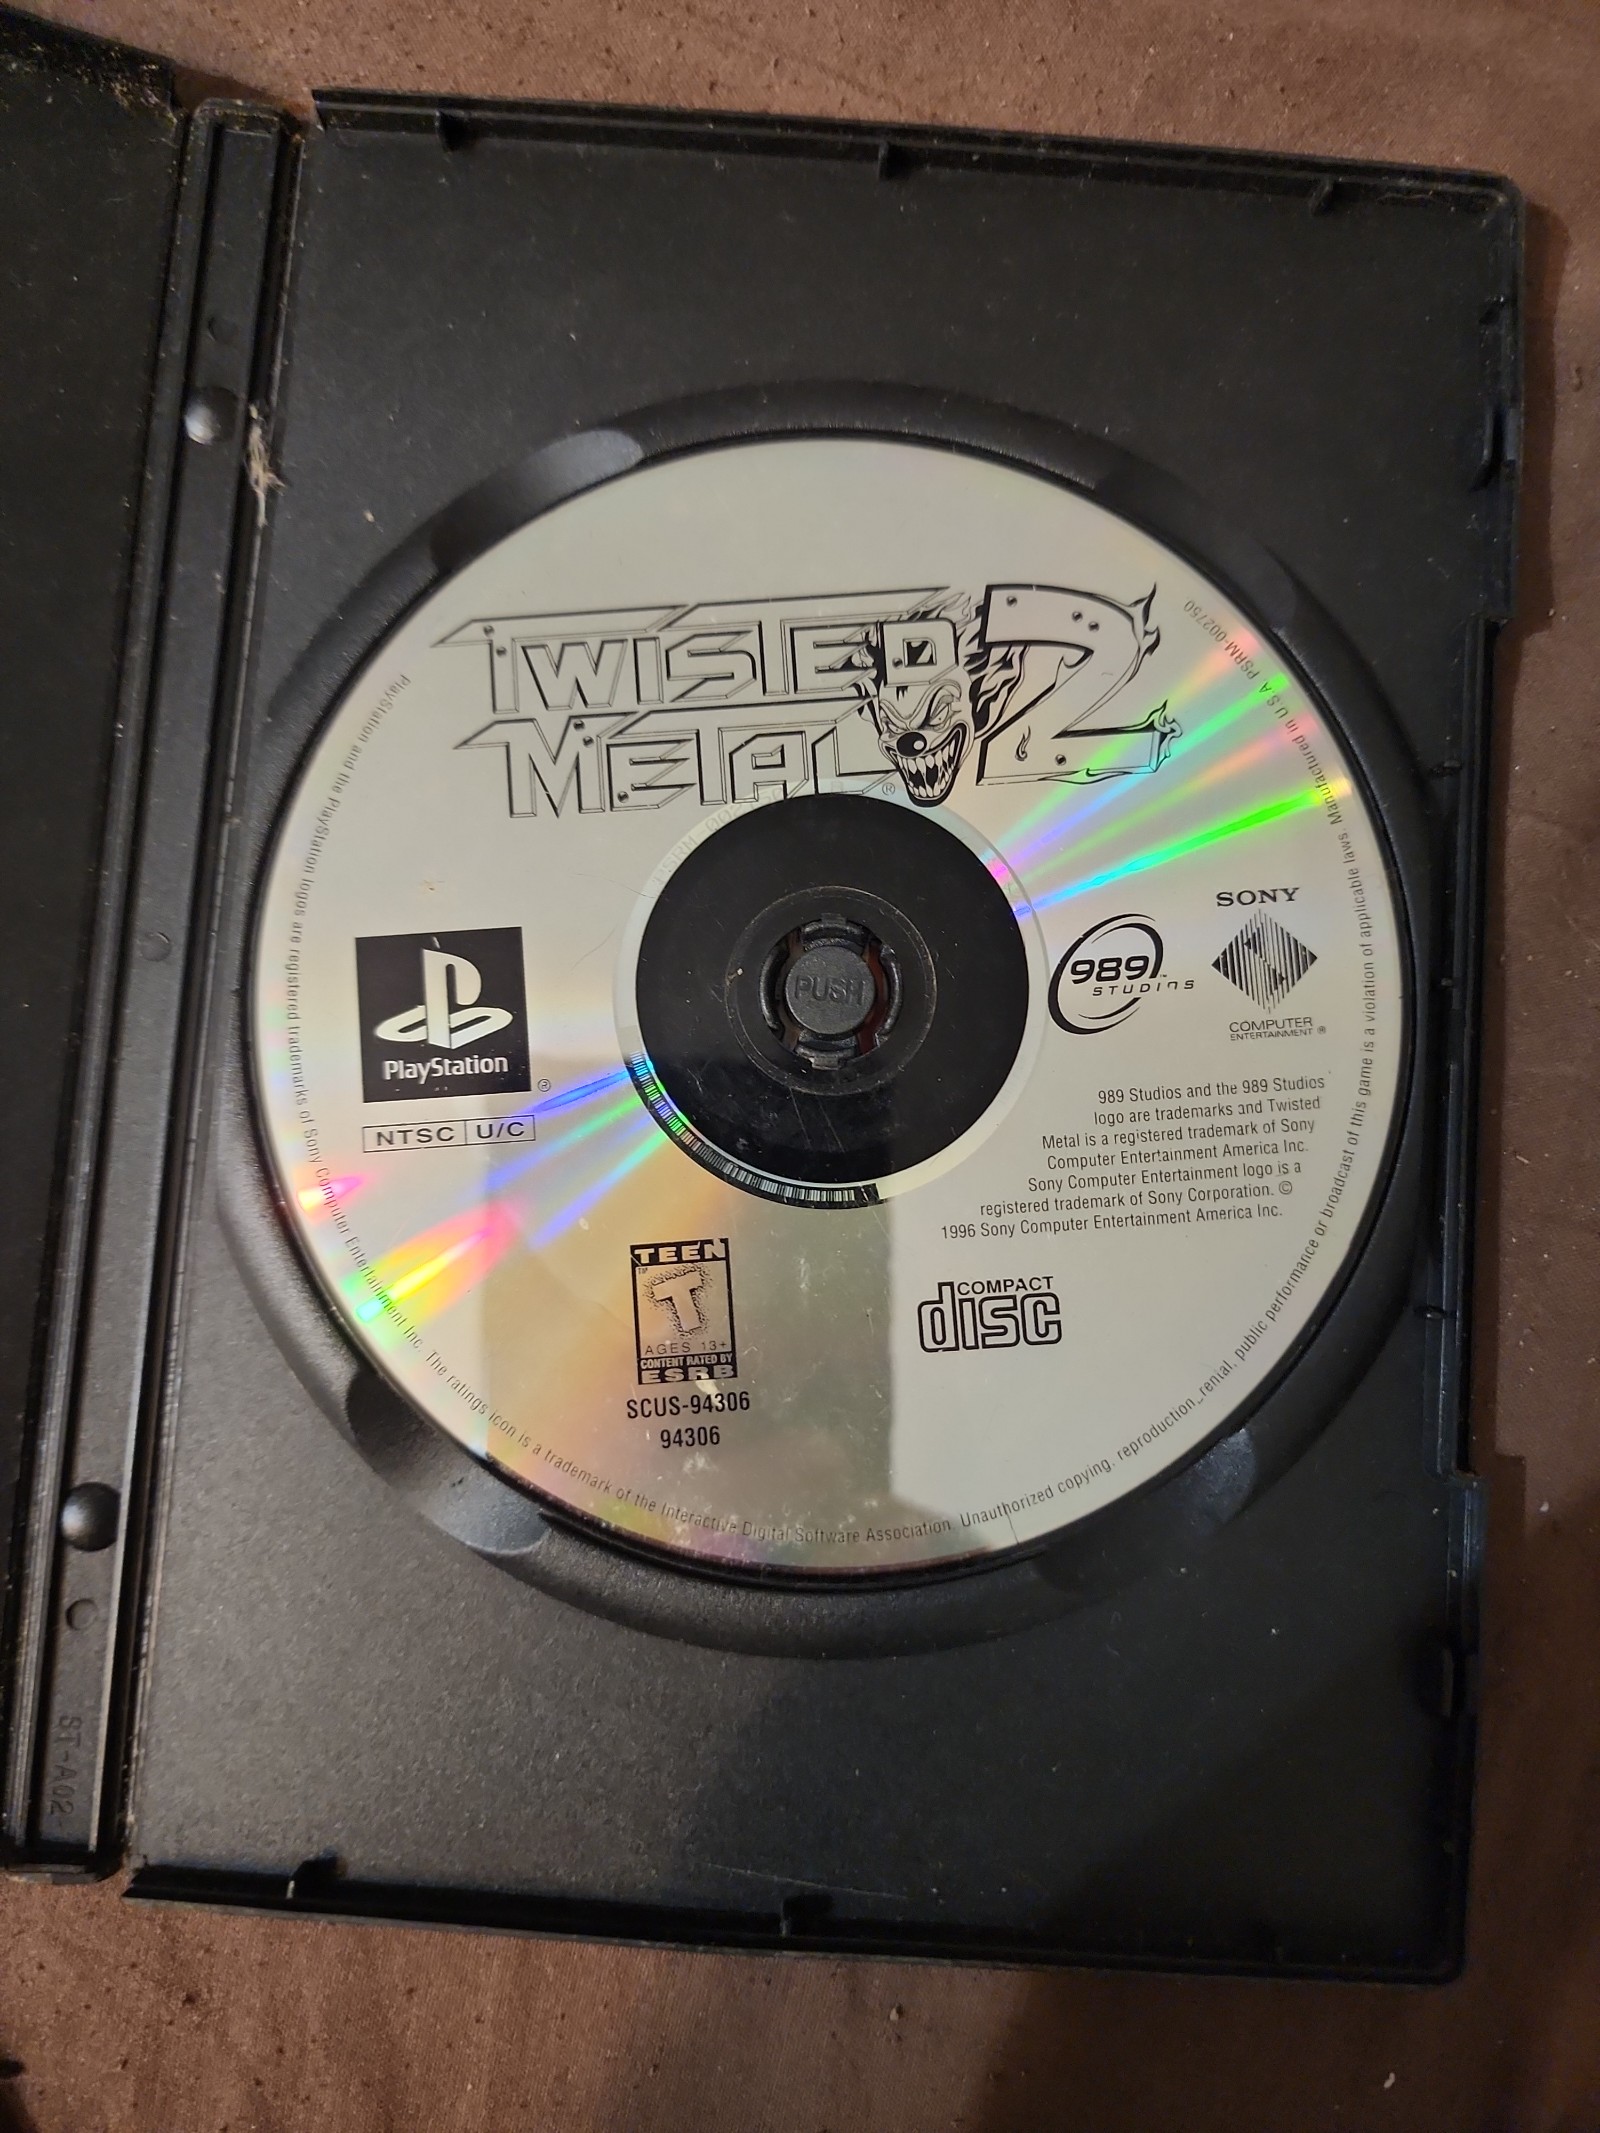 TWISTED
METAL 2
®
PlayStation
®
NTSC U/C
PUSH
989
STUDIOS
™
SONY
COMPUTER
ENTERTAINMENT ®
989 Studios and the 989 Studios
logo are trademarks and Twisted
Metal is a registered trademark of Sony
Computer Entertainment America Inc.
Sony Computer Entertainment logo is a
registered trademark of Sony Corporation. ©
1996 Sony Computer Entertainment America Inc.
TEEN
T
AGES 13+
CONTENT RATED BY
ESRB
SCUS-94306
94306
COMPACT
disc
PlayStation and the PlayStation logos are registered trademarks of Sony Computer Entertainment Inc. The ratings icon is a trademark of the Interactive Digital Software Association. Unauthorized copying, reproduction, rental, public performance or broadcast of this game is a violation of applicable laws. Manufactured in U.S.A. PSRM-002750
ST-A02